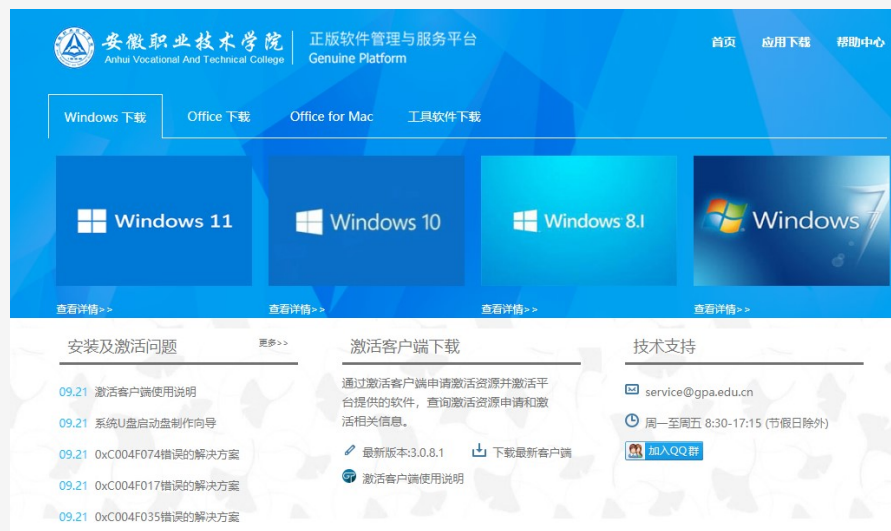 安徽职业技术学院
Anhui Vocational And Technical College
正版软件管理与服务平台
Genuine Platform
首页 应用下载 帮助中心
Windows 下载 Office 下载 Office for Mac 工具软件下载
Windows 11
Windows 10
Windows 8.1
Windows 7
查看详情>> 查看详情>> 查看详情>> 查看详情>>
安装及激活问题 更多>>
09.21 激活客户端使用说明
09.21 系统U盘启动盘制作向导
09.21 0xC004F074错误的解决方案
09.21 0xC004F017错误的解决方案
09.21 0xC004F035错误的解决方案
激活客户端下载
通过激活客户端申请激活资源并激活平
台提供的软件，查询激活资源申请和激
活相关信息。
最新版本:3.0.8.1 下载最新客户端
激活客户端使用说明
技术支持
service@gpa.edu.cn
周一至周五 8:30-17:15 (节假日除外)
加入QQ群